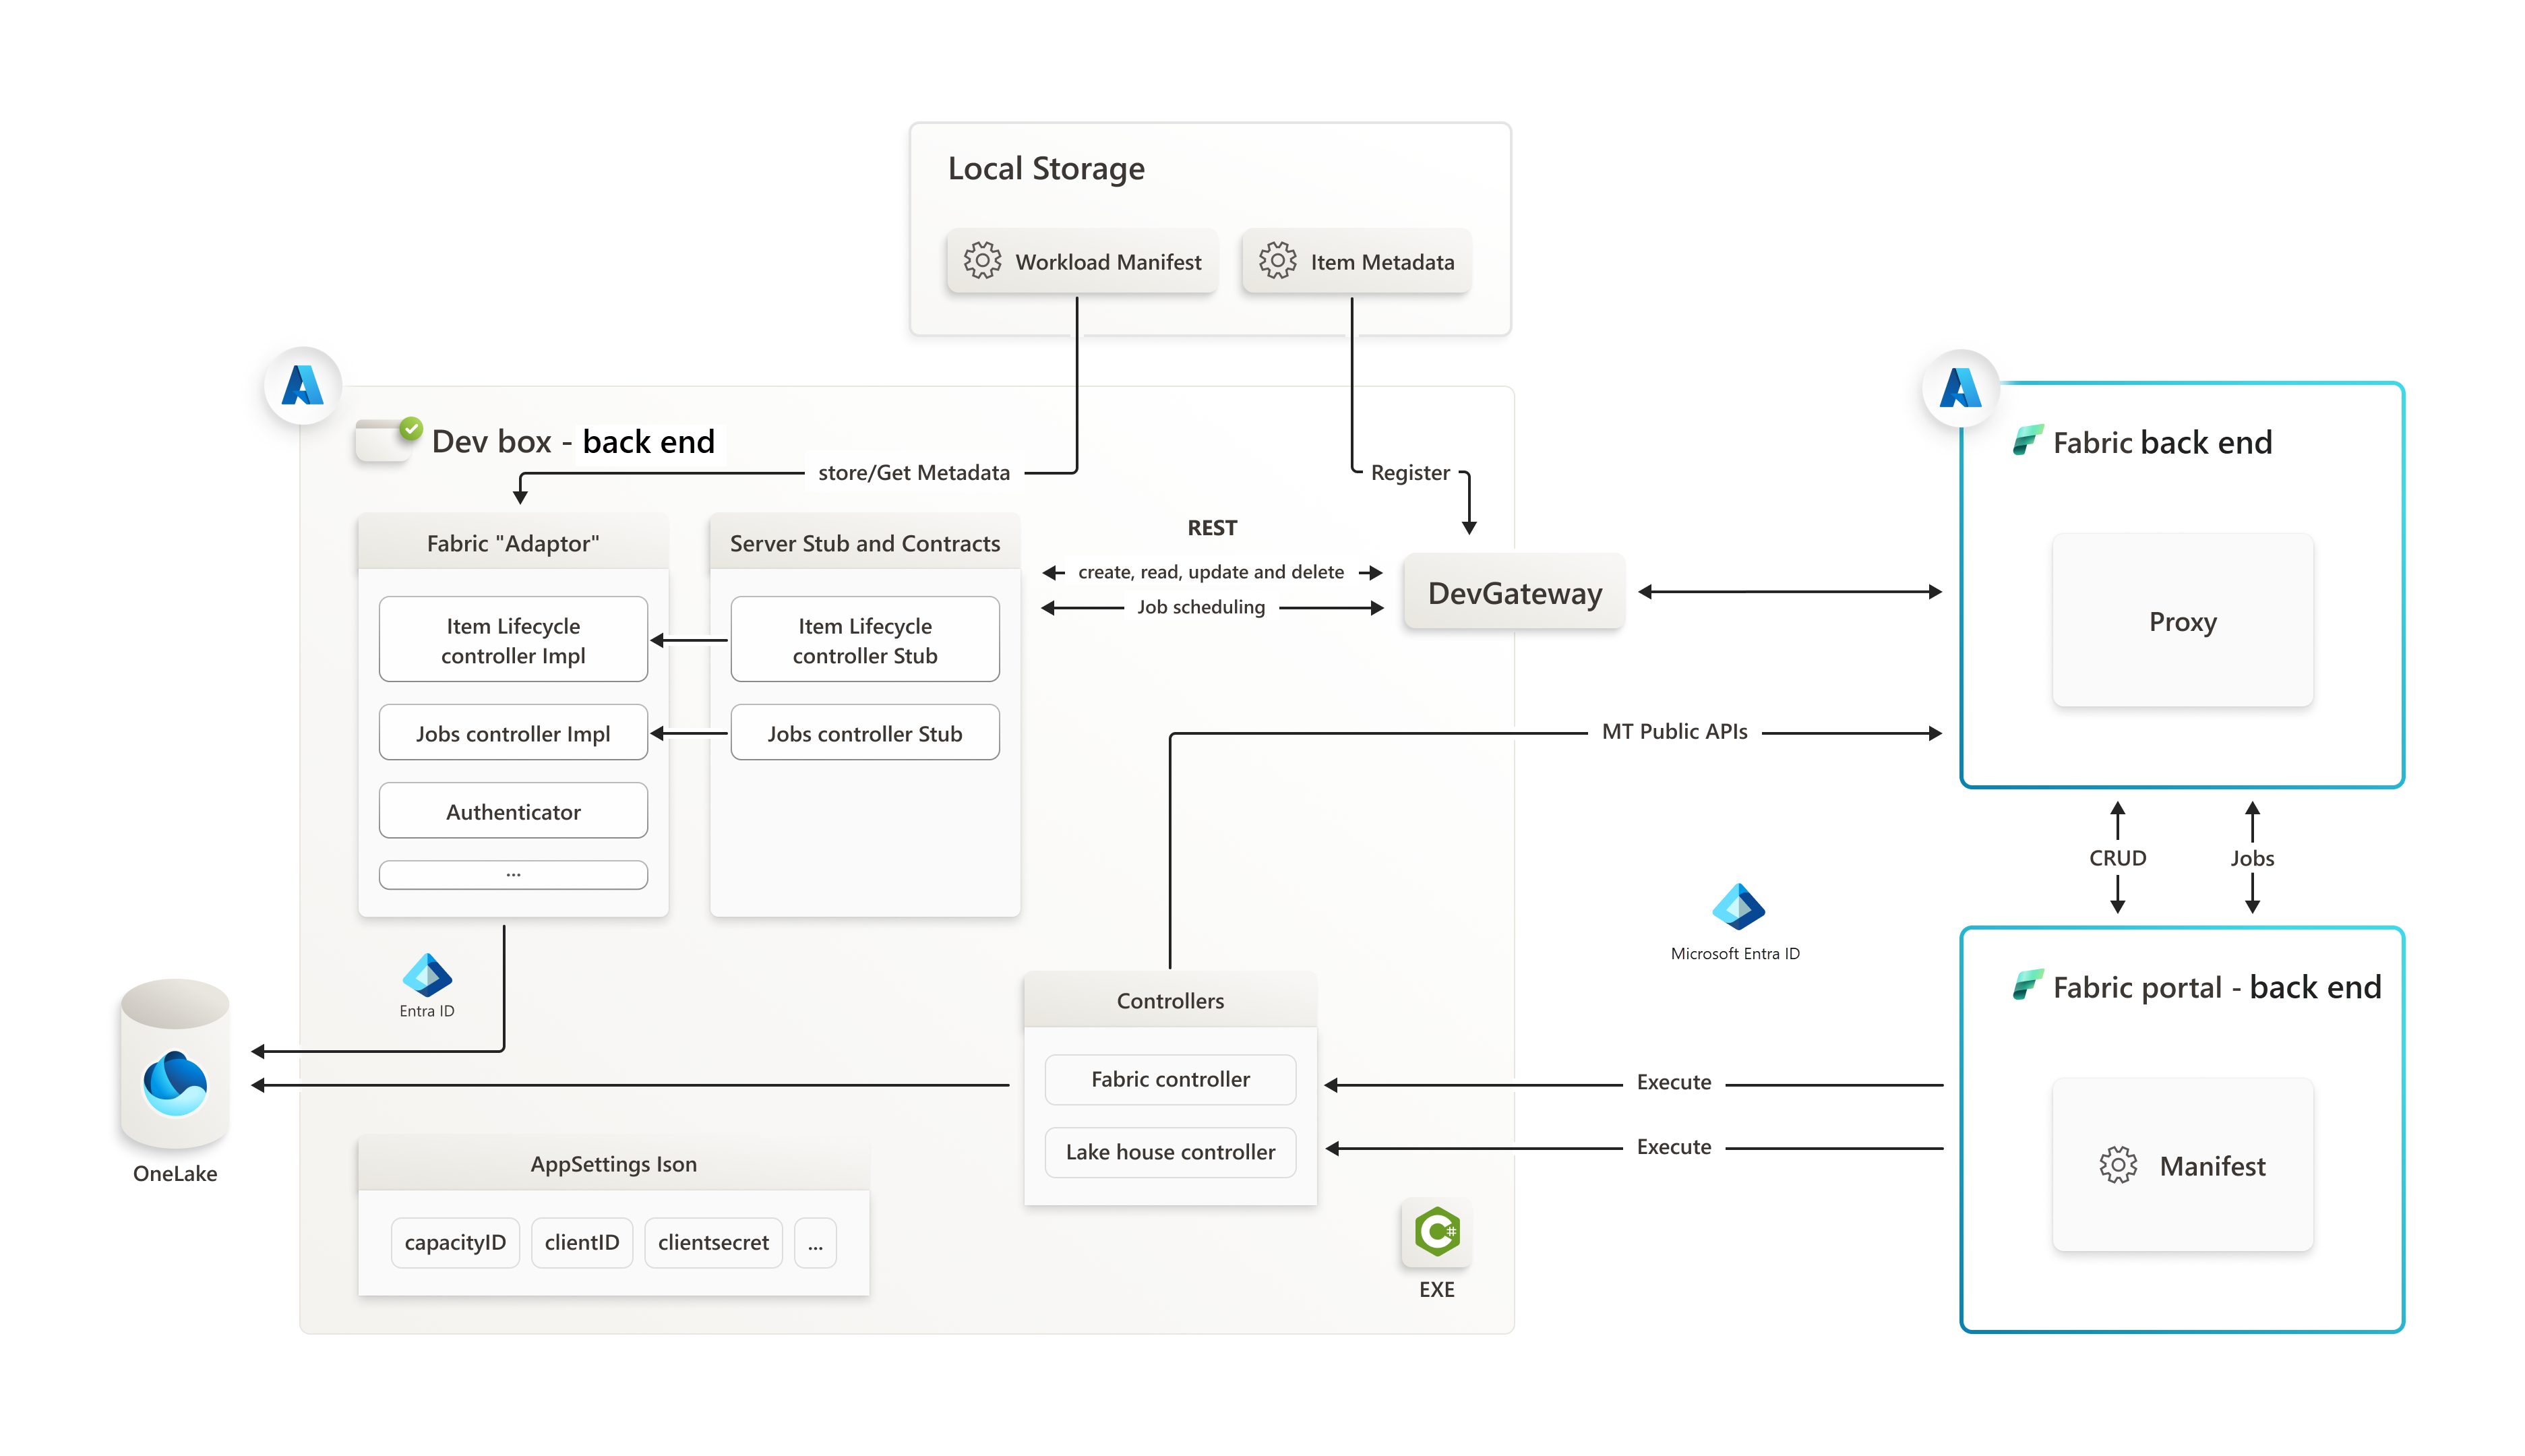 Local Storage
Workload Manifest
Item Metadata
Dev box - back end
store/Get Metadata
Register
Fabric "Adaptor"
Item Lifecycle
controller Impl
Jobs controller Impl
Authenticator
...
Server Stub and Contracts
Item Lifecycle
controller Stub
Jobs controller Stub
REST
create, read, update and delete
Job scheduling
DevGateway
MT Public APIs
Fabric back end
Proxy
CRUD
Jobs
Microsoft Entra ID
Fabric portal - back end
Manifest
Execute
Execute
Controllers
Fabric controller
Lake house controller
Entra ID
OneLake
AppSettings Ison
capacityID
clientID
clientsecret
...
C#
EXE